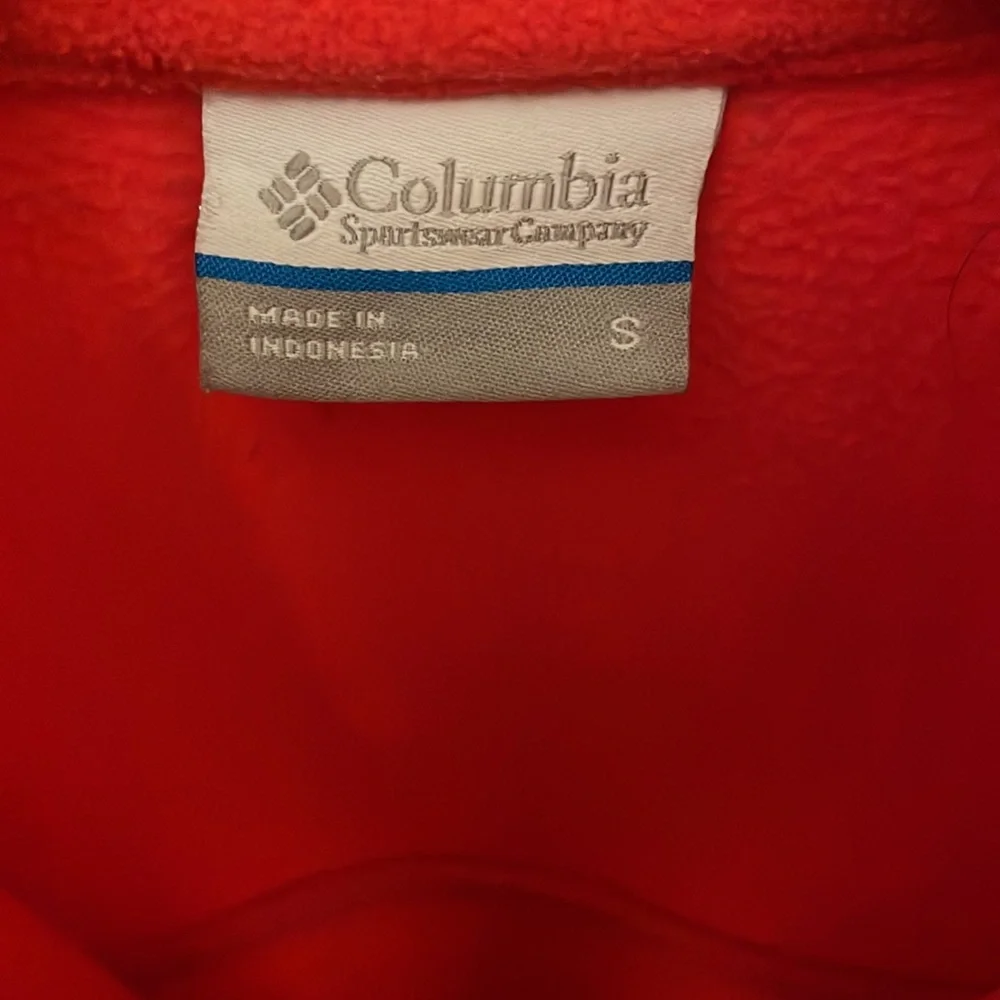 Columbia
Sportswear Company
MADE IN
INDONESIA
S